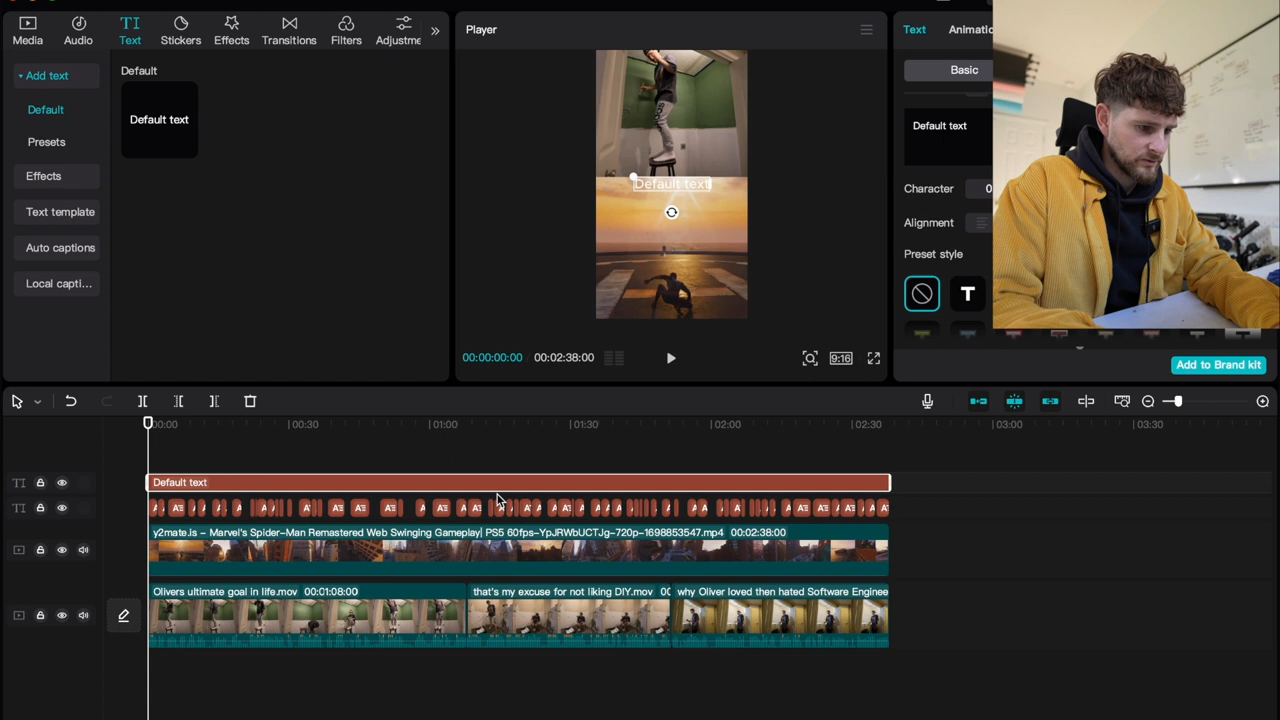 Media
Audio
Text
Stickers
Effects
Transitions
Filters
Adjustme
Add text
Default
Presets
Effects
Text template
Auto captions
Local capti...
Default
Default text
Player
Default text
00:00:00:00
00:02:38:00
9:16
Text
Animatio
Basic
Default text
Character
0
Alignment
Preset style
T
Add to Brand kit
00:00
00:30
01:00
01:30
02:00
02:30
03:00
03:30
Default text
y2mate.is – Marvel's Spider-Man Remastered Web Swinging Gameplay| PS5 60fps-YpJRWbUCTJg-720p-1698853547.mp4 00:02:38:00
Olivers ultimate goal in life.mov 00:01:08:00
that's my excuse for not liking DIY.mov 00
why Oliver loved then hated Software Enginee